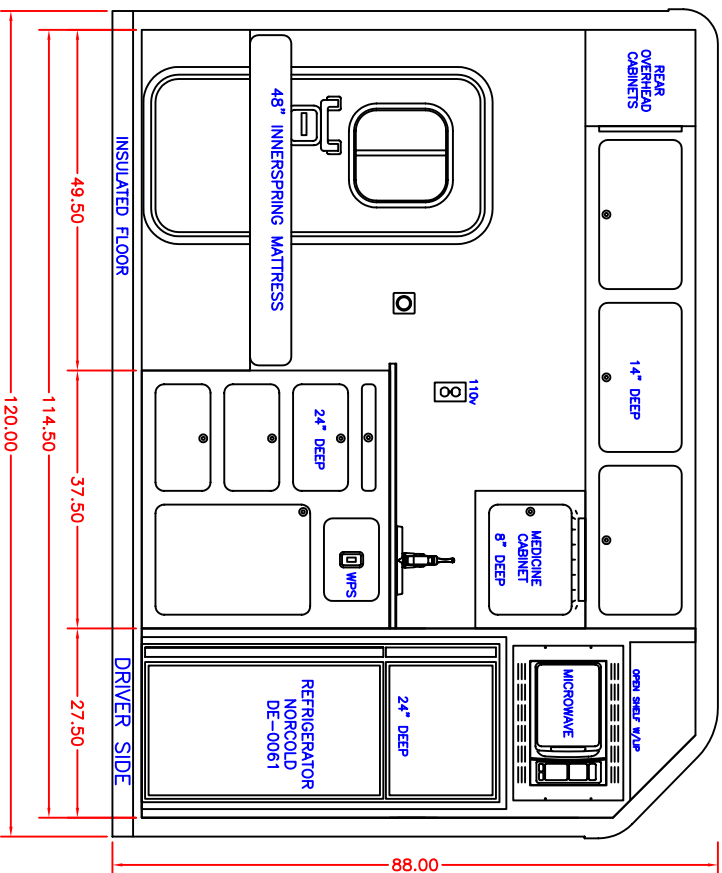 REAR
OVERHEAD
CABINETS
14" DEEP
OPEN SHELF W/LIP
MICROWAVE
MEDICINE
CABINET
8" DEEP
110v
48" INNERSPRING MATTRESS
24" DEEP
WPS
24" DEEP
REFRIGERATOR
NORCOLD
DE-0061
INSULATED FLOOR
DRIVER SIDE
49.50
37.50
27.50
114.50
120.00
88.00